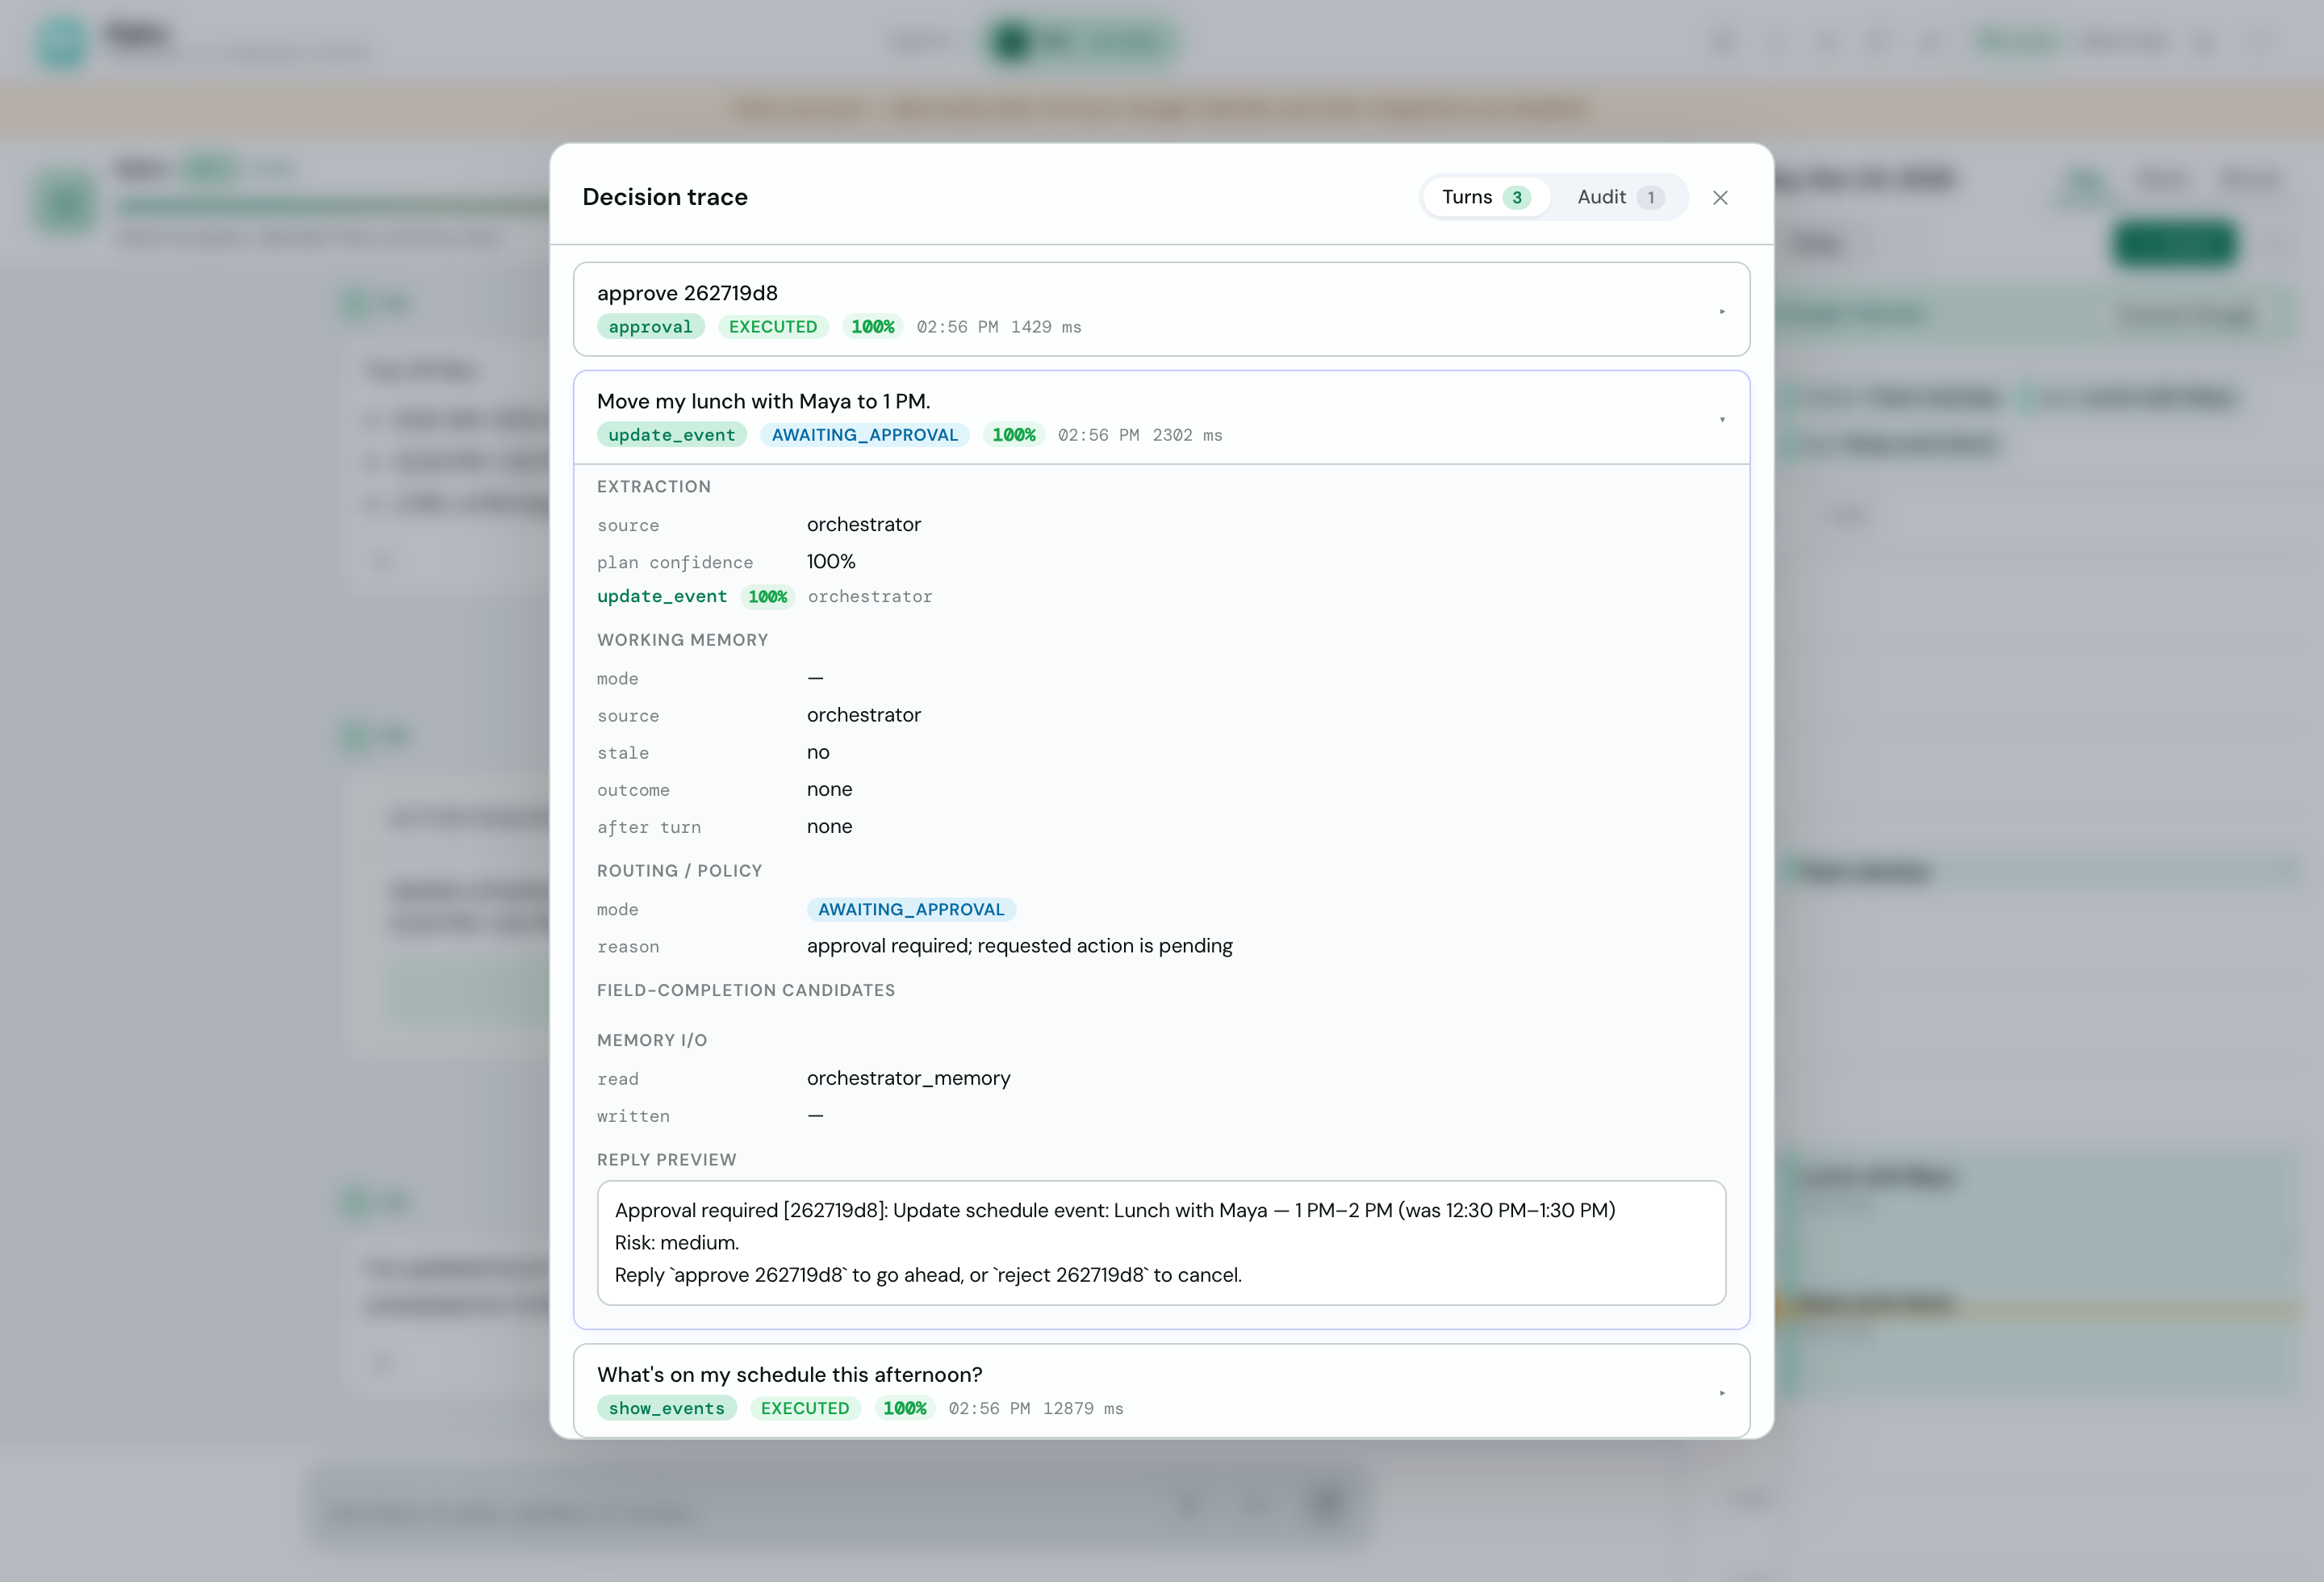 Decision trace
Turns 3
Audit 1
approve 262719d8
approval EXECUTED 100% 02:56 PM 1429 ms
Move my lunch with Maya to 1 PM.
update_event AWAITING_APPROVAL 100% 02:56 PM 2302 ms
EXTRACTION
source orchestrator
plan confidence 100%
update_event 100% orchestrator
WORKING MEMORY
mode —
source orchestrator
stale no
outcome none
after turn none
ROUTING / POLICY
mode AWAITING_APPROVAL
reason approval required; requested action is pending
FIELD-COMPLETION CANDIDATES
MEMORY I/O
read orchestrator_memory
written —
REPLY PREVIEW
Approval required [262719d8]: Update schedule event: Lunch with Maya — 1 PM–2 PM (was 12:30 PM–1:30 PM)
Risk: medium.
Reply `approve 262719d8` to go ahead, or `reject 262719d8` to cancel.
What's on my schedule this afternoon?
show_events EXECUTED 100% 02:56 PM 12879 ms